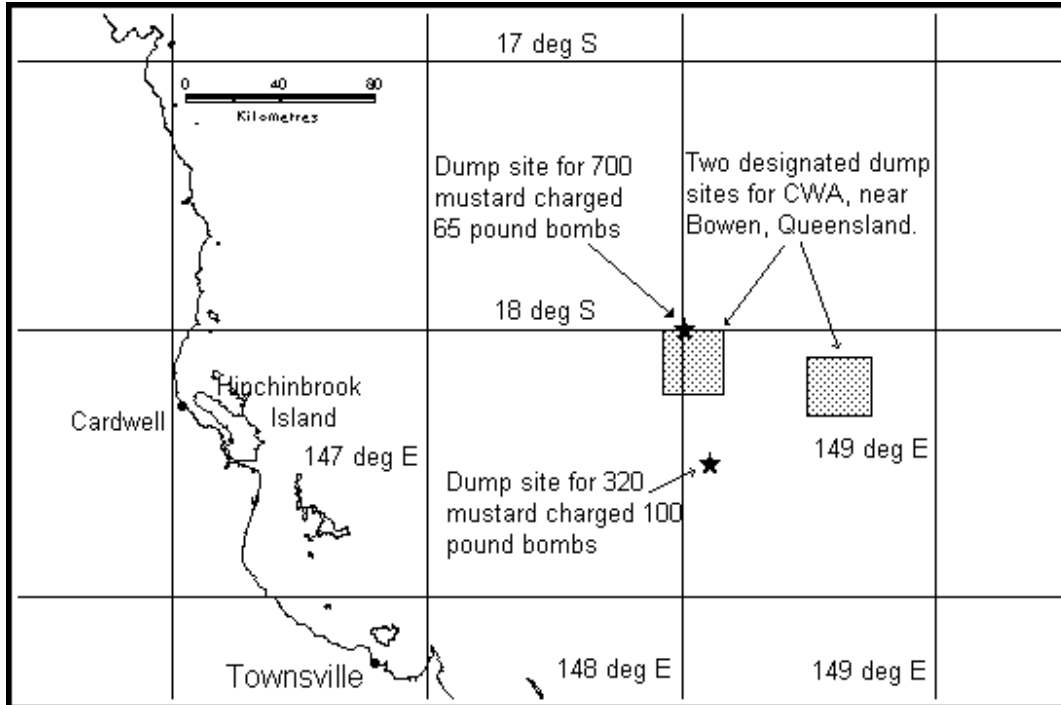 17 deg S
0 40 80
Kilometres
Dump site for 700
mustard charged
65 pound bombs
Two designated dump
sites for CWA, near
Bowen, Queensland.
18 deg S
Hinchinbrook
Island
Cardwell
147 deg E
149 deg E
Dump site for 320
mustard charged 100
pound bombs
Townsville
148 deg E
149 deg E